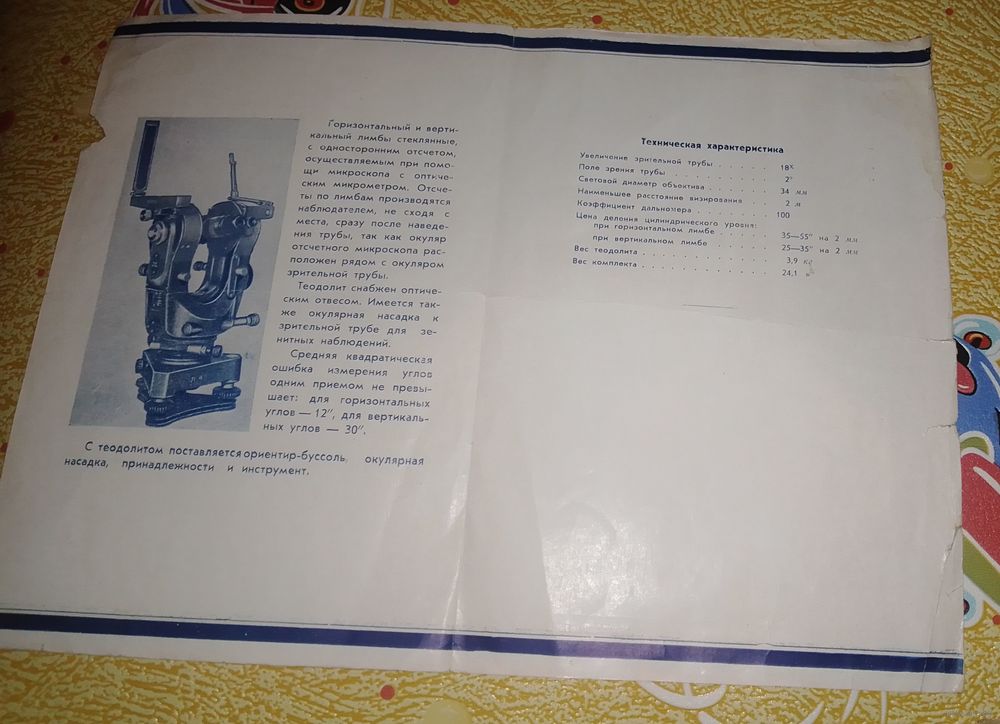 Горизонтальный и верти-
кальный лимбы стеклянные,
с односторонним отсчетом,
осуществляемым при помо-
щи микроскопа с оптиче-
ским микрометром. Отсче-
ты по лимбам производятся
наблюдателем, не сходя с
места, сразу после наведе-
ния трубы, так как окуляр
отсчетного микроскопа рас-
положен рядом с окуляром
зрительной трубы.
Теодолит снабжен оптиче-
ским отвесом. Имеется так-
же окулярная насадка к
зрительной трубе для зе-
нитных наблюдений.
Средняя квадратическая
ошибка измерения углов
одним приемом не превы-
шает: для горизонтальных
углов — 12", для вертикаль-
ных углов — 30".
С теодолитом поставляется ориентир-буссоль, окулярная
насадка, принадлежности и инструмент.
Техническая характеристика
Увеличение зрительной трубы . . . . . 18x
Поле зрения трубы . . . . . 2°
Световой диаметр объектива . . . . . 34 мм
Наименьшее расстояние визирования . . 2 м
Коэффициент дальномера . . . . . . . 100
Цена деления цилиндрического уровня:
при горизонтальном лимбе . . . . . 35—55" на 2 мм
при вертикальном лимбе . . . . . 25—35" на 2 мм
Вес теодолита . . . . . . . . . . 3,9 кг
Вес комплекта . . . . . . . . . . 24,1 "